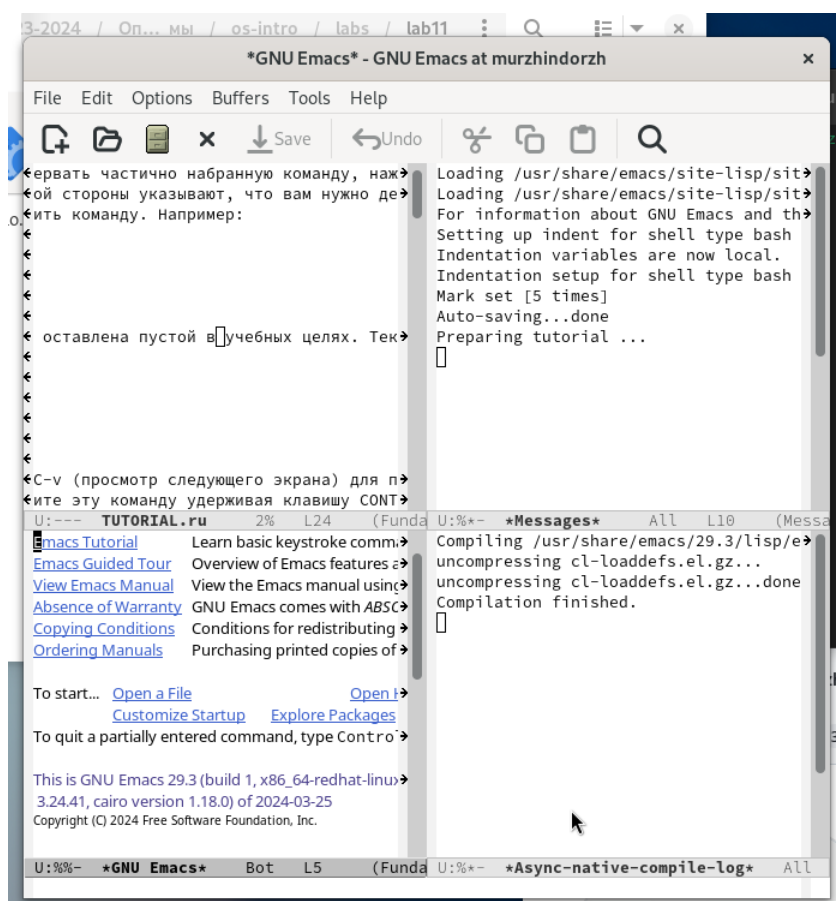 3-2024 / Оп... мы / os-intro / labs / lab11
*GNU Emacs* - GNU Emacs at murzhindorzh
File Edit Options Buffers Tools Help
Save Undo
ервать частично набранную команду, наж
ой стороны указывают, что вам нужно де
ить команду. Например:
оставлена пустой в учебных целях. Тек
C-v (просмотр следующего экрана) для п
ите эту команду удерживая клавишу CONT
U:--- TUTORIAL.ru 2% L24 (Funda
Loading /usr/share/emacs/site-lisp/sit
Loading /usr/share/emacs/site-lisp/sit
For information about GNU Emacs and th
Setting up indent for shell type bash
Indentation variables are now local.
Indentation setup for shell type bash
Mark set [5 times]
Auto-saving...done
Preparing tutorial ...
U:%*- *Messages* All L10 (Messa
Emacs Tutorial Learn basic keystroke comm
Emacs Guided Tour Overview of Emacs features
View Emacs Manual View the Emacs manual using
Absence of Warranty GNU Emacs comes with ABSO
Copying Conditions Conditions for redistributing
Ordering Manuals Purchasing printed copies of
To start... Open a File Open H
Customize Startup Explore Packages
To quit a partially entered command, type Contro
This is GNU Emacs 29.3 (build 1, x86_64-redhat-linux
3.24.41, cairo version 1.18.0) of 2024-03-25
Copyright (C) 2024 Free Software Foundation, Inc.
U:%%- *GNU Emacs* Bot L5 (Funda
Compiling /usr/share/emacs/29.3/lisp/e
uncompressing cl-loaddefs.el.gz...
uncompressing cl-loaddefs.el.gz...done
Compilation finished.
U:%*- *Async-native-compile-log* All